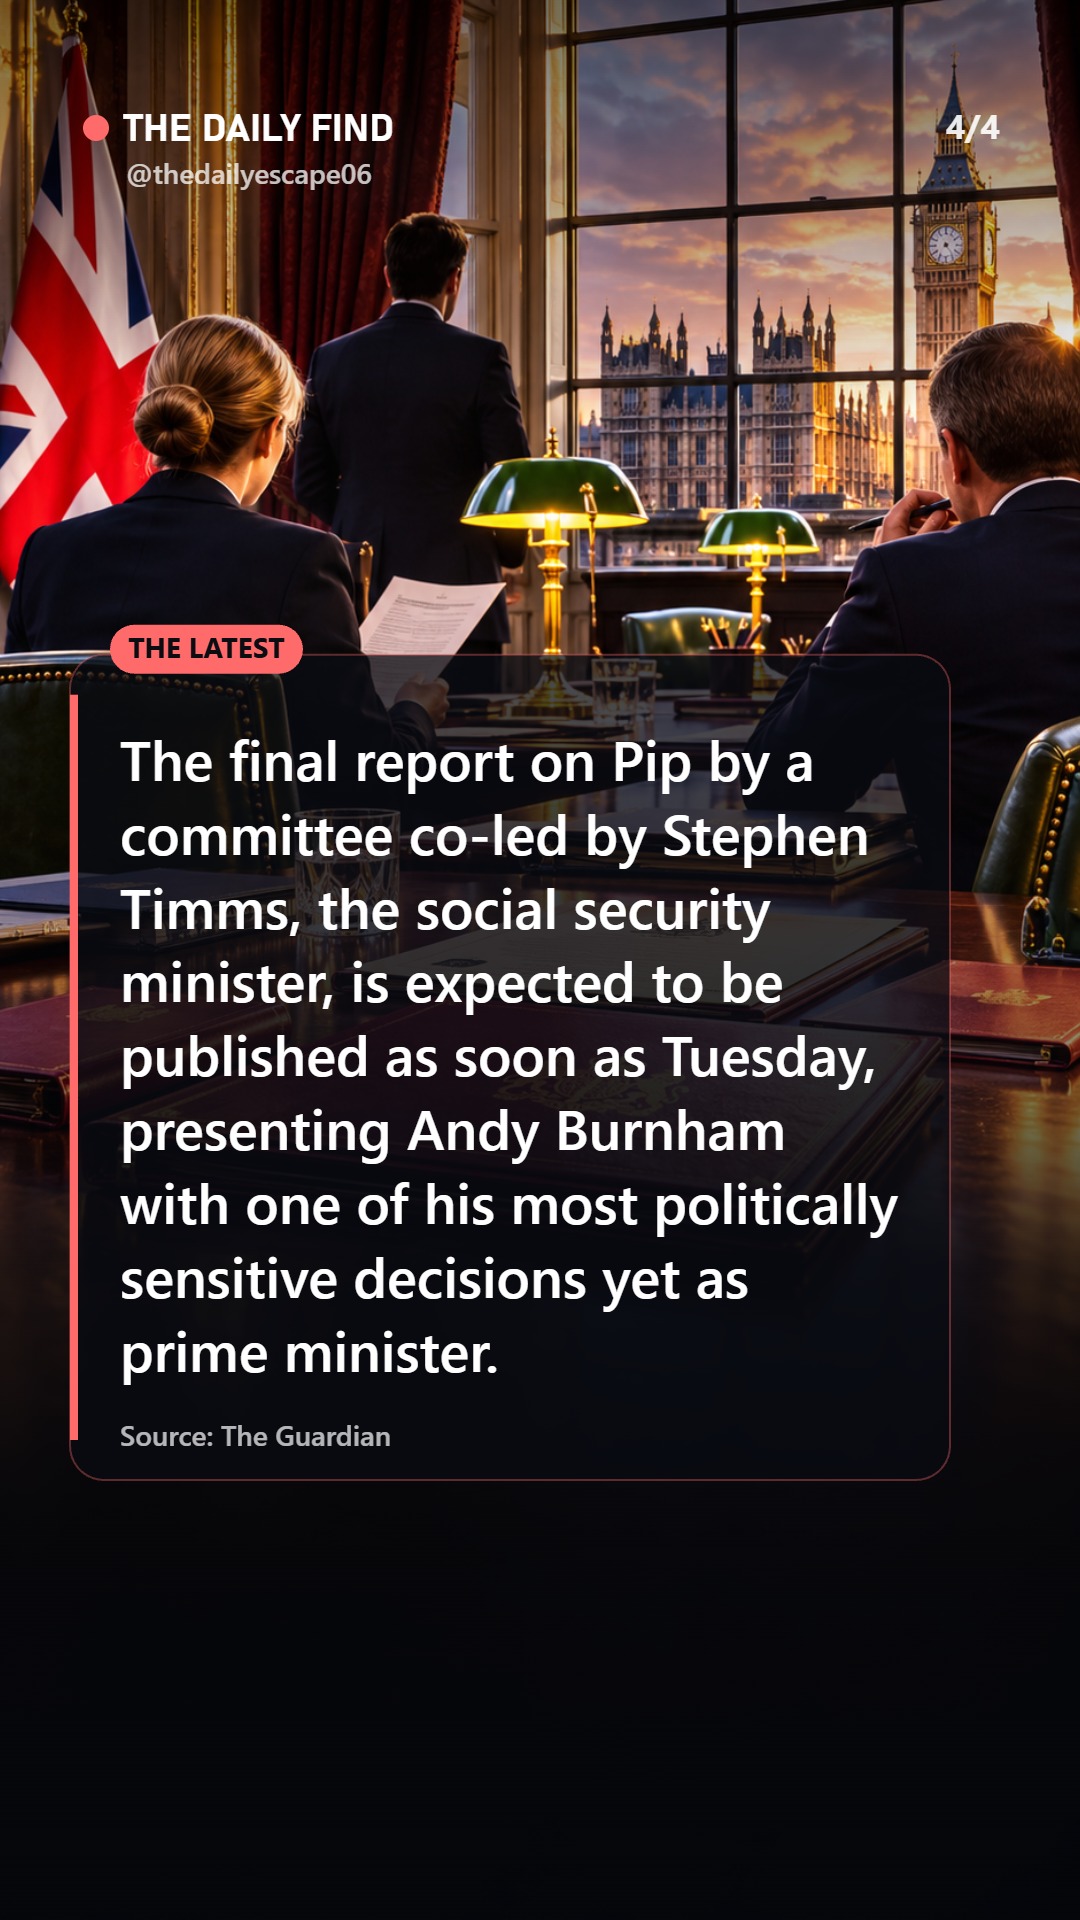 THE DAILY FIND
4/4
@thedailyescape06
THE LATEST
The final report on Pip by a
committee co-led by Stephen
Timms, the social security
minister, is expected to be
published as soon as Tuesday,
presenting Andy Burnham
with one of his most politically
sensitive decisions yet as
prime minister.
Source: The Guardian